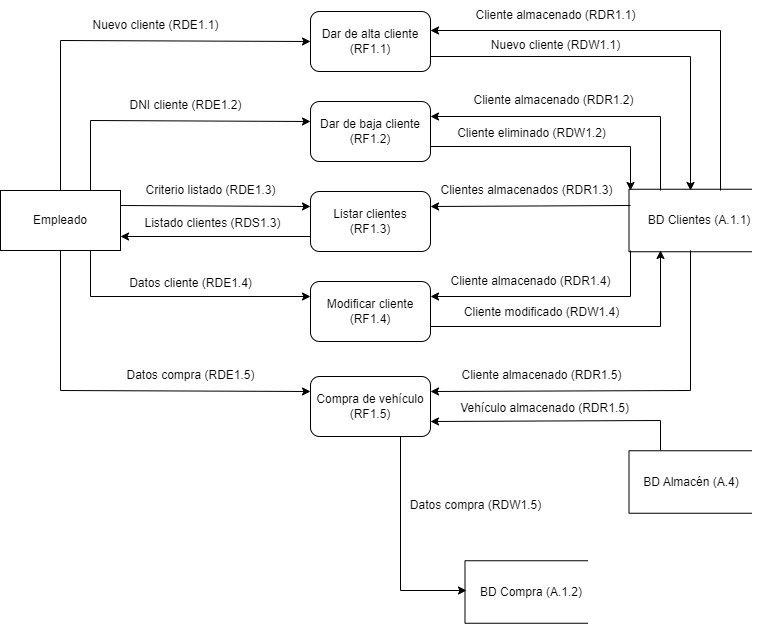 Nuevo cliente (RDE1.1)
Dar de alta cliente
(RF1.1)
Cliente almacenado (RDR1.1)
Nuevo cliente (RDW1.1)
DNI cliente (RDE1.2)
Dar de baja cliente
(RF1.2)
Cliente almacenado (RDR1.2)
Cliente eliminado (RDW1.2)
Empleado
Criterio listado (RDE1.3)
Listado clientes (RDS1.3)
Listar clientes
(RF1.3)
Clientes almacenados (RDR1.3)
BD Clientes (A.1.1)
Datos cliente (RDE1.4)
Modificar cliente
(RF1.4)
Cliente almacenado (RDR1.4)
Cliente modificado (RDW1.4)
Datos compra (RDE1.5)
Compra de vehículo
(RF1.5)
Cliente almacenado (RDR1.5)
Vehículo almacenado (RDR1.5)
BD Almacén (A.4)
Datos compra (RDW1.5)
BD Compra (A.1.2)